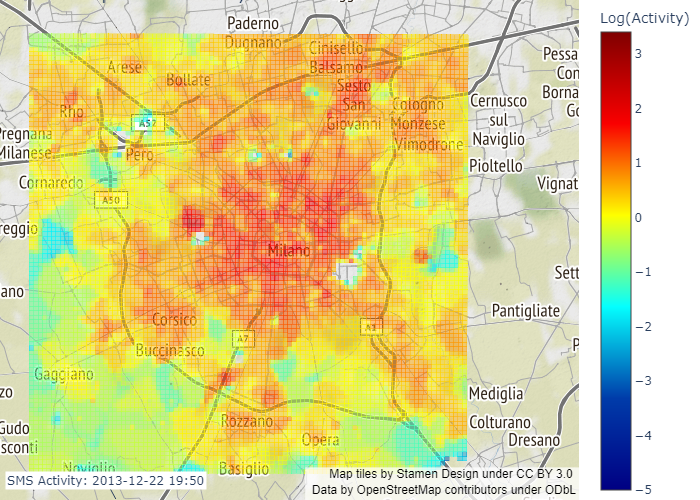 Log(Activity)
Paderno
Dugnano
Cinisello
Balsamo
Arese
Bollate
Sesto
San
Giovanni
Rho
Cologno
Monzese
Pessa
Con
Borna
Go
Cernusco
sul
Naviglio
A52
Pregnana
Milanese
Pero
Vimodrone
Pioltello
Cornaredo
Vignat
A50
reggio
Milano
Sett
ano
Pantigliate
Corsico
A7
A1
P
Buccinasco
Gaggiano
zo
Mediglia
Rozzano
Colturano
Gudo
sconti
Opera
Dresano
Noviglio
Basiglio
3
2
1
0
−1
−2
−3
−4
−5
SMS Activity: 2013-12-22 19:50
Map tiles by Stamen Design under CC BY 3.0
Data by OpenStreetMap contributors under ODbL